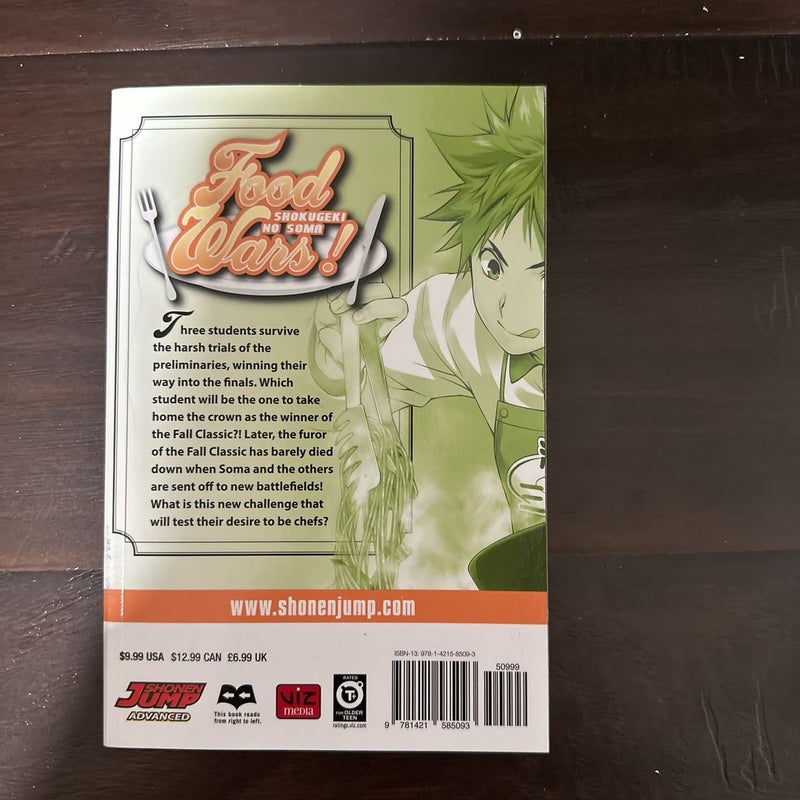 Food
Wars!
SHOKUGEKI
NO SOMA
Three students survive
the harsh trials of the
preliminaries, winning their
way into the finals. Which
student will be the one to take
home the crown as the winner of
the Fall Classic?! Later, the furor
of the Fall Classic has barely died
down when Soma and the others
are sent off to new battlefields!
What is this new challenge that
will test their desire to be chefs?
www.shonenjump.com
$9.99 USA $12.99 CAN £6.99 UK
ISBN-13: 978-1-4215-8509-3
50999
SHONEN
JUMP
ADVANCED
This book reads
from right to left.
viz
media
RATED
T+
FOR OLDER
TEEN
ratings.viz.com
9 781421 585093